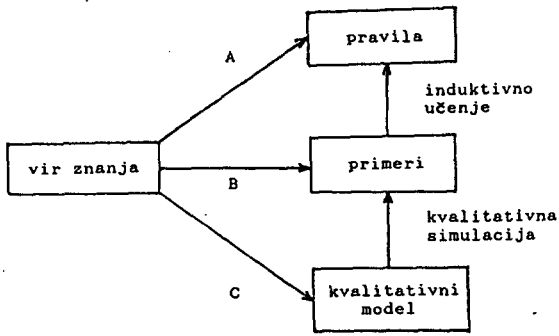 pravila
A
induktivno
učenje
vir znanja
primeri
B
kvalitativna
simulacija
C
kvalitativni
model